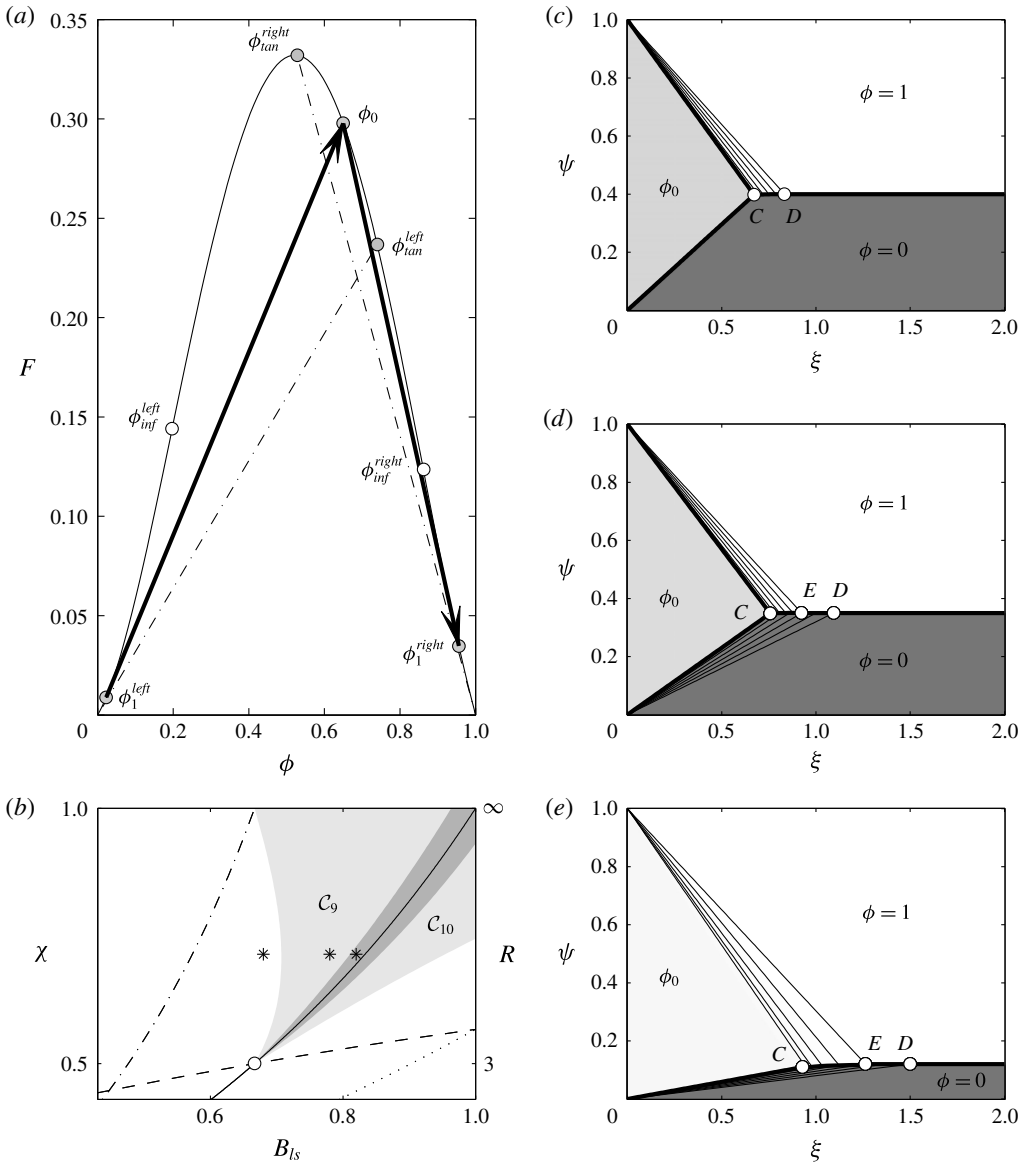 (a)
0.35
0.30
0.25
0.20
0.15
0.10
0.05
0
0.2
0.4
0.6
0.8
1.0
F
ϕ
ϕ_tan^right
ϕ_0
ϕ_tan^left
ϕ_inf^left
ϕ_inf^right
ϕ_1^right
ϕ_1^left
(b)
1.0
0.5
χ
∞
3
R
𝒞_9
𝒞_10
0.6
0.8
1.0
B_ls
(c)
1.0
0.8
0.6
0.4
0.2
ψ
ϕ = 1
ϕ_0
C
D
ϕ = 0
0
0.5
1.0
1.5
2.0
ξ
(d)
1.0
0.8
0.6
0.4
0.2
ψ
ϕ = 1
ϕ_0
C
E
D
ϕ = 0
0
0.5
1.0
1.5
2.0
ξ
(e)
1.0
0.8
0.6
0.4
0.2
ψ
ϕ = 1
ϕ_0
C
E
D
ϕ = 0
0
0.5
1.0
1.5
2.0
ξ